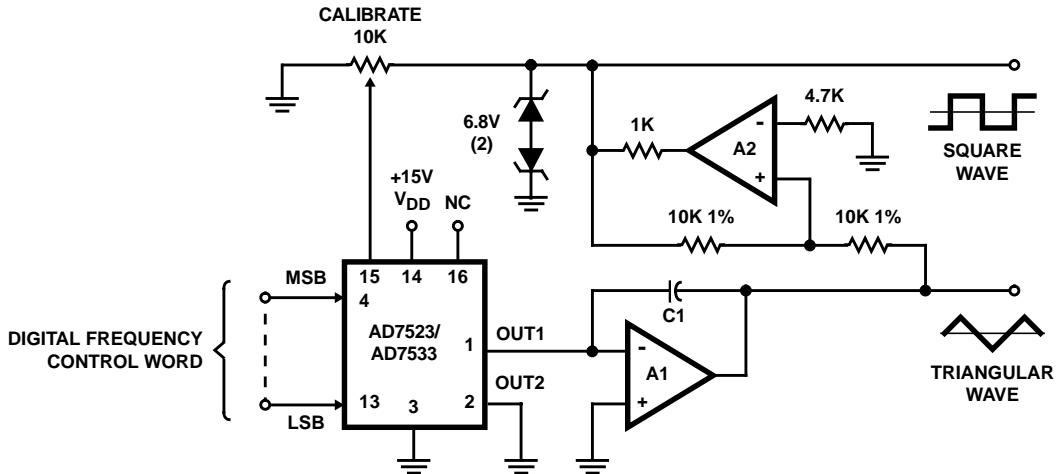 CALIBRATE
10K
6.8V
(2)
1K
A2
-
+
4.7K
SQUARE
WAVE
+15V
VDD
NC
10K 1%
10K 1%
15
14
16
MSB
4
DIGITAL FREQUENCY
CONTROL WORD
AD7523/
AD7533
1
OUT1
C1
-
A1
+
OUT2
TRIANGULAR
WAVE
13
3
2
LSB